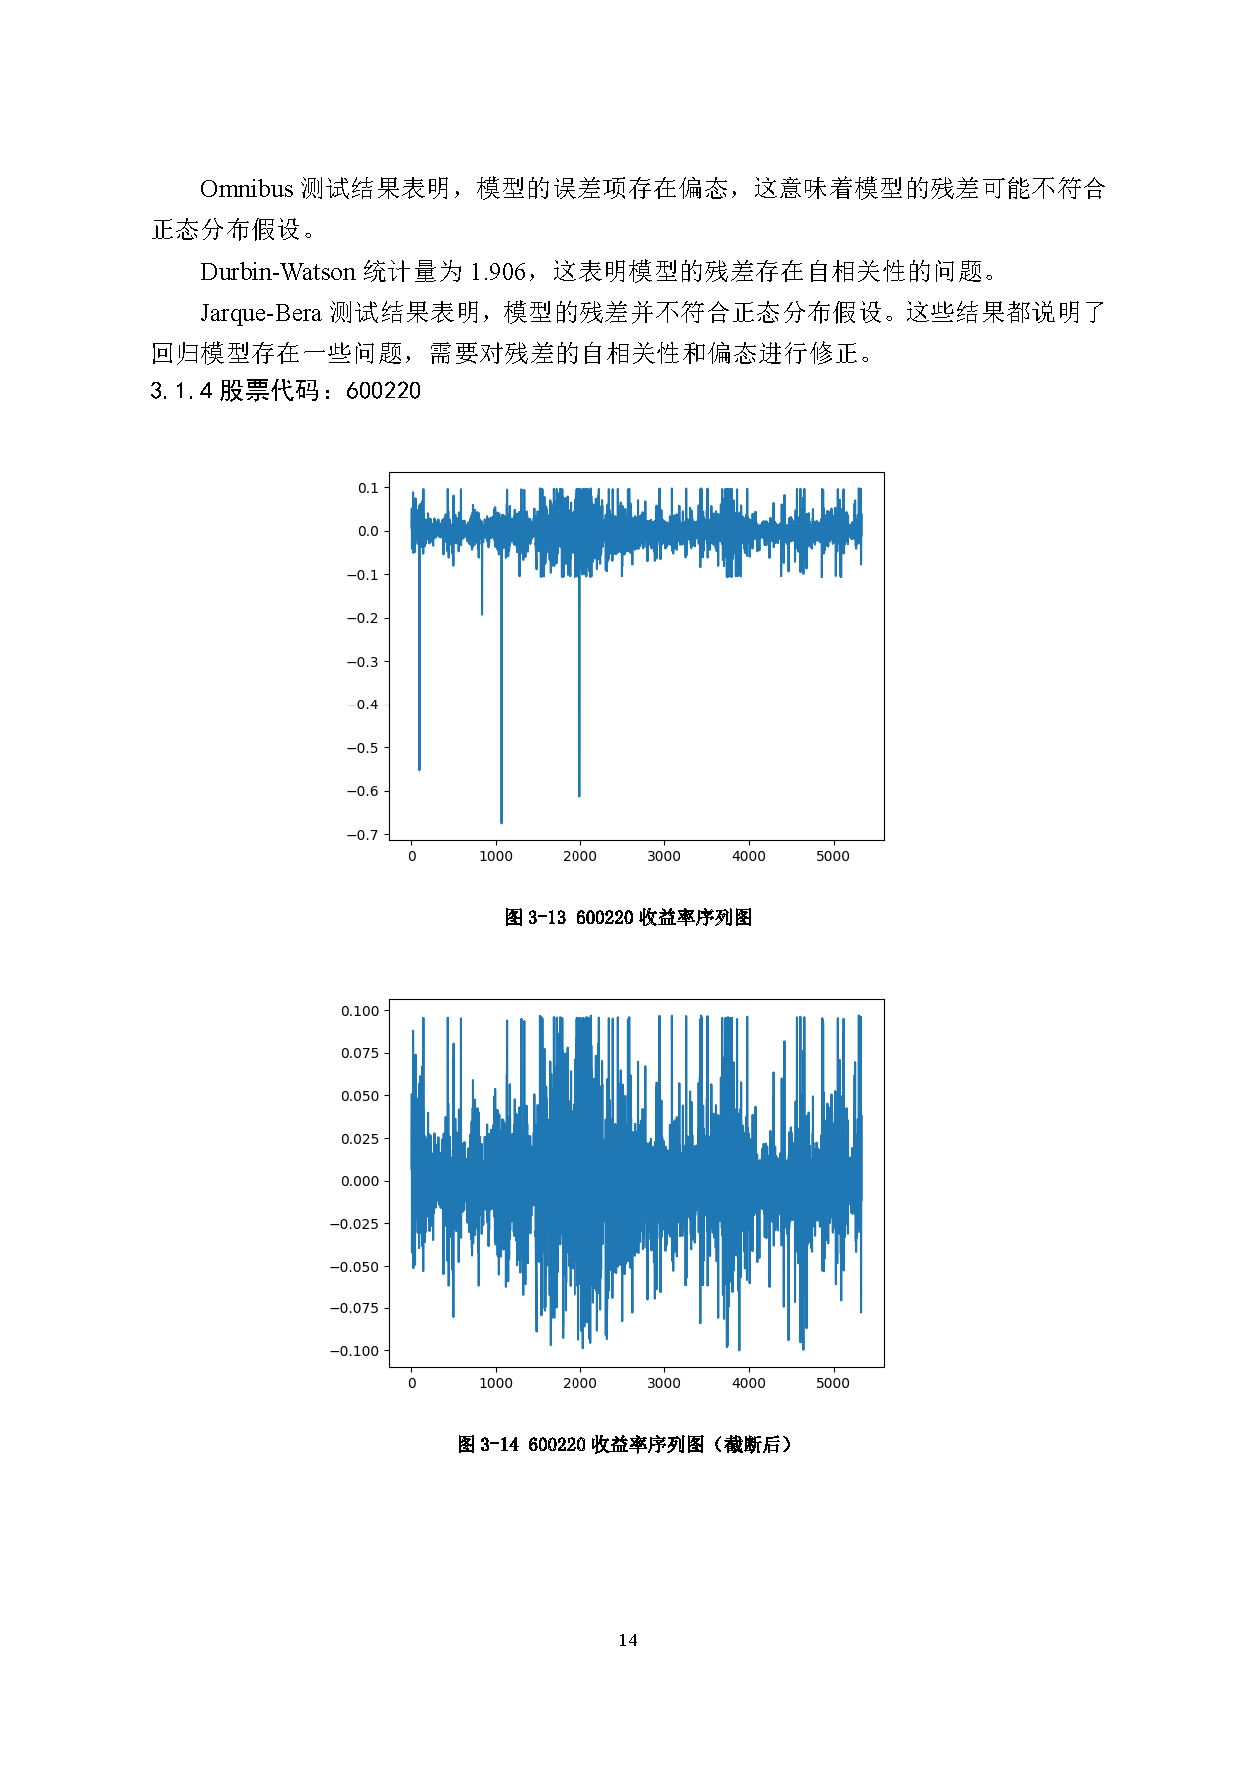 Omnibus 测试结果表明，模型的误差项存在偏态，这意味着模型的残差可能不符合
正态分布假设。
Durbin-Watson 统计量为 1.906，这表明模型的残差存在自相关性的问题。
Jarque-Bera 测试结果表明，模型的残差并不符合正态分布假设。这些结果都说明了
回归模型存在一些问题，需要对残差的自相关性和偏态进行修正。
3.1.4 股票代码：600220
0.1
0.0
−0.1
−0.2
−0.3
−0.4
−0.5
−0.6
−0.7
0 1000 2000 3000 4000 5000
图 3-13 600220 收益率序列图
0.100
0.075
0.050
0.025
0.000
−0.025
−0.050
−0.075
−0.100
0 1000 2000 3000 4000 5000
图 3-14 600220 收益率序列图（截断后）
14